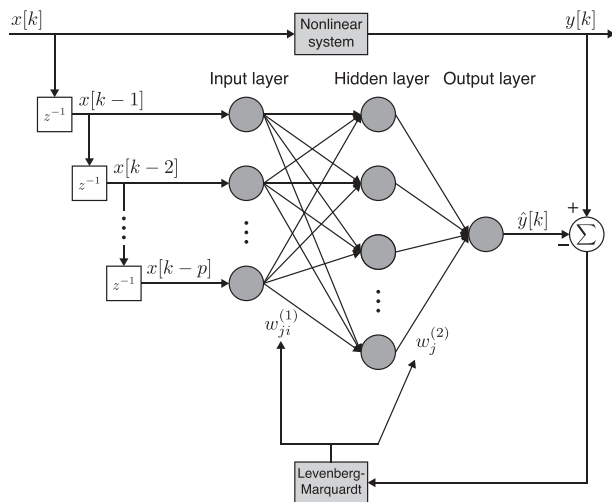 x[k]
Nonlinear
system
y[k]
Input layer
Hidden layer
Output layer
z⁻¹
x[k − 1]
z⁻¹
x[k − 2]
z⁻¹
x[k − p]
ŷ[k]
+
−
Σ
w_{ji}^{(1)}
w_{j}^{(2)}
Levenberg-
Marquardt